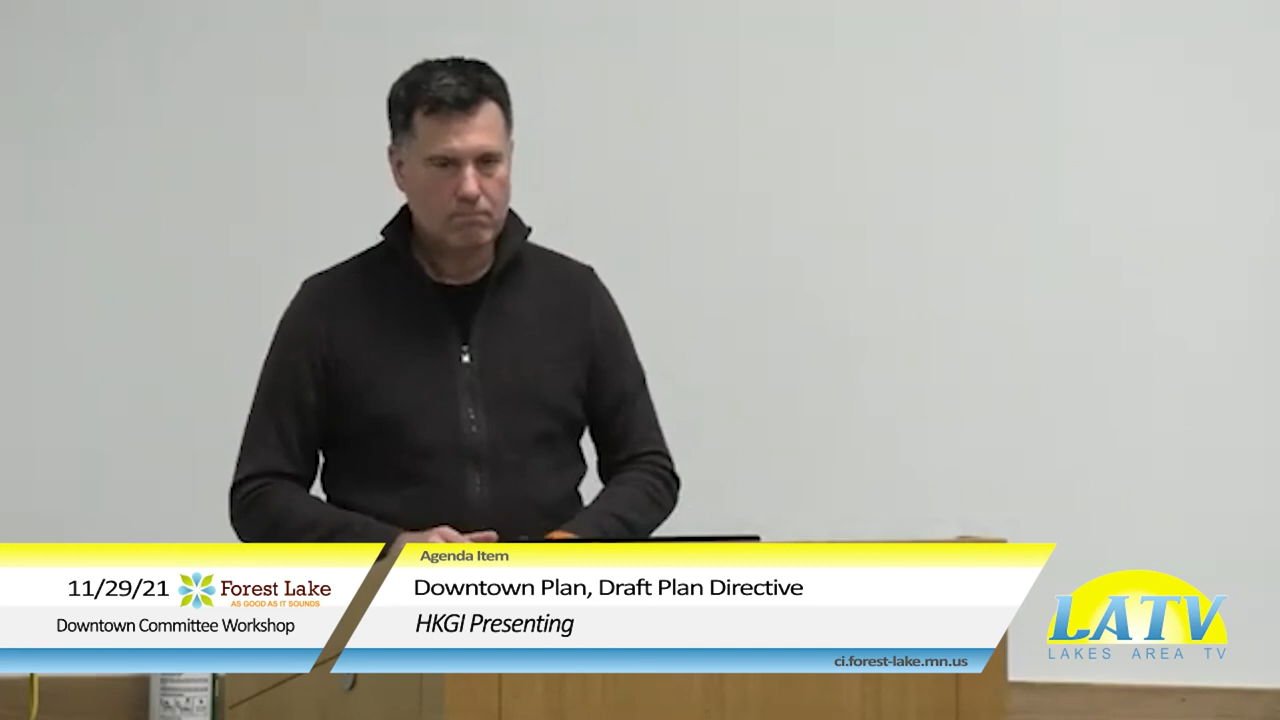 11/29/21
Forest Lake
AS GOOD AS IT SOUNDS
Downtown Committee Workshop
Agenda Item
Downtown Plan, Draft Plan Directive
HKGI Presenting
ci.forest-lake.mn.us
LATV
LAKES AREA TV